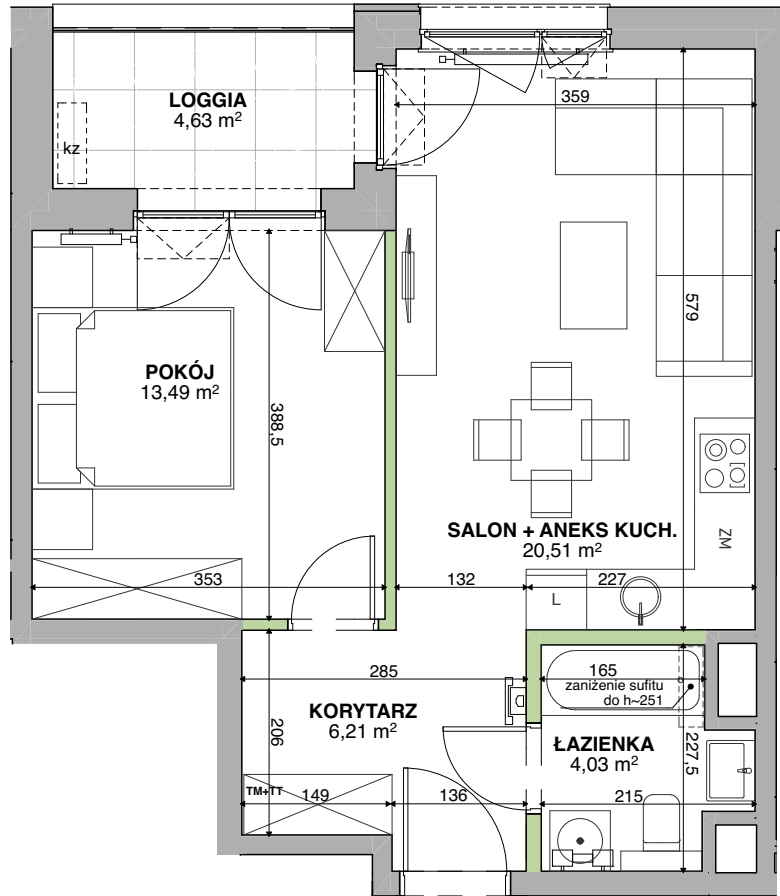 LOGGIA
4,63 m²
kz
359
579
POKÓJ
13,49 m²
388,5
SALON + ANEKS KUCH.
20,51 m²
ZM
353
132
227
L
285
165
zaniżenie sufitu
do h~251
KORYTARZ
6,21 m²
206
ŁAZIENKA
4,03 m²
227,5
TM+TT
149
136
215